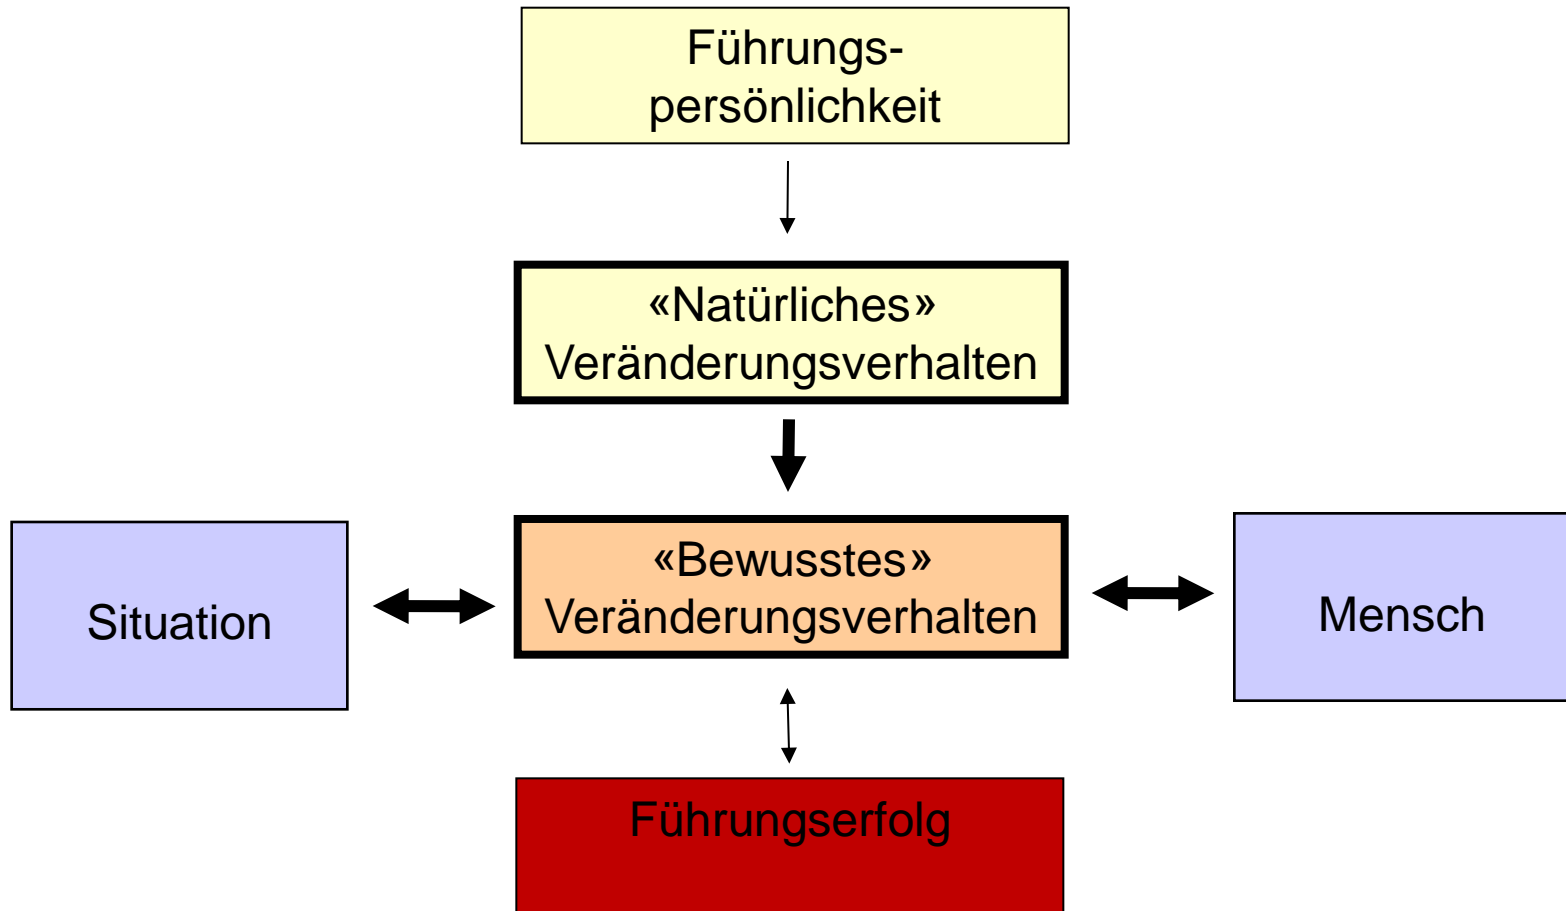 Führungs-
persönlichkeit
«Natürliches»
Veränderungsverhalten
«Bewusstes»
Veränderungsverhalten
Situation
Mensch
Führungserfolg